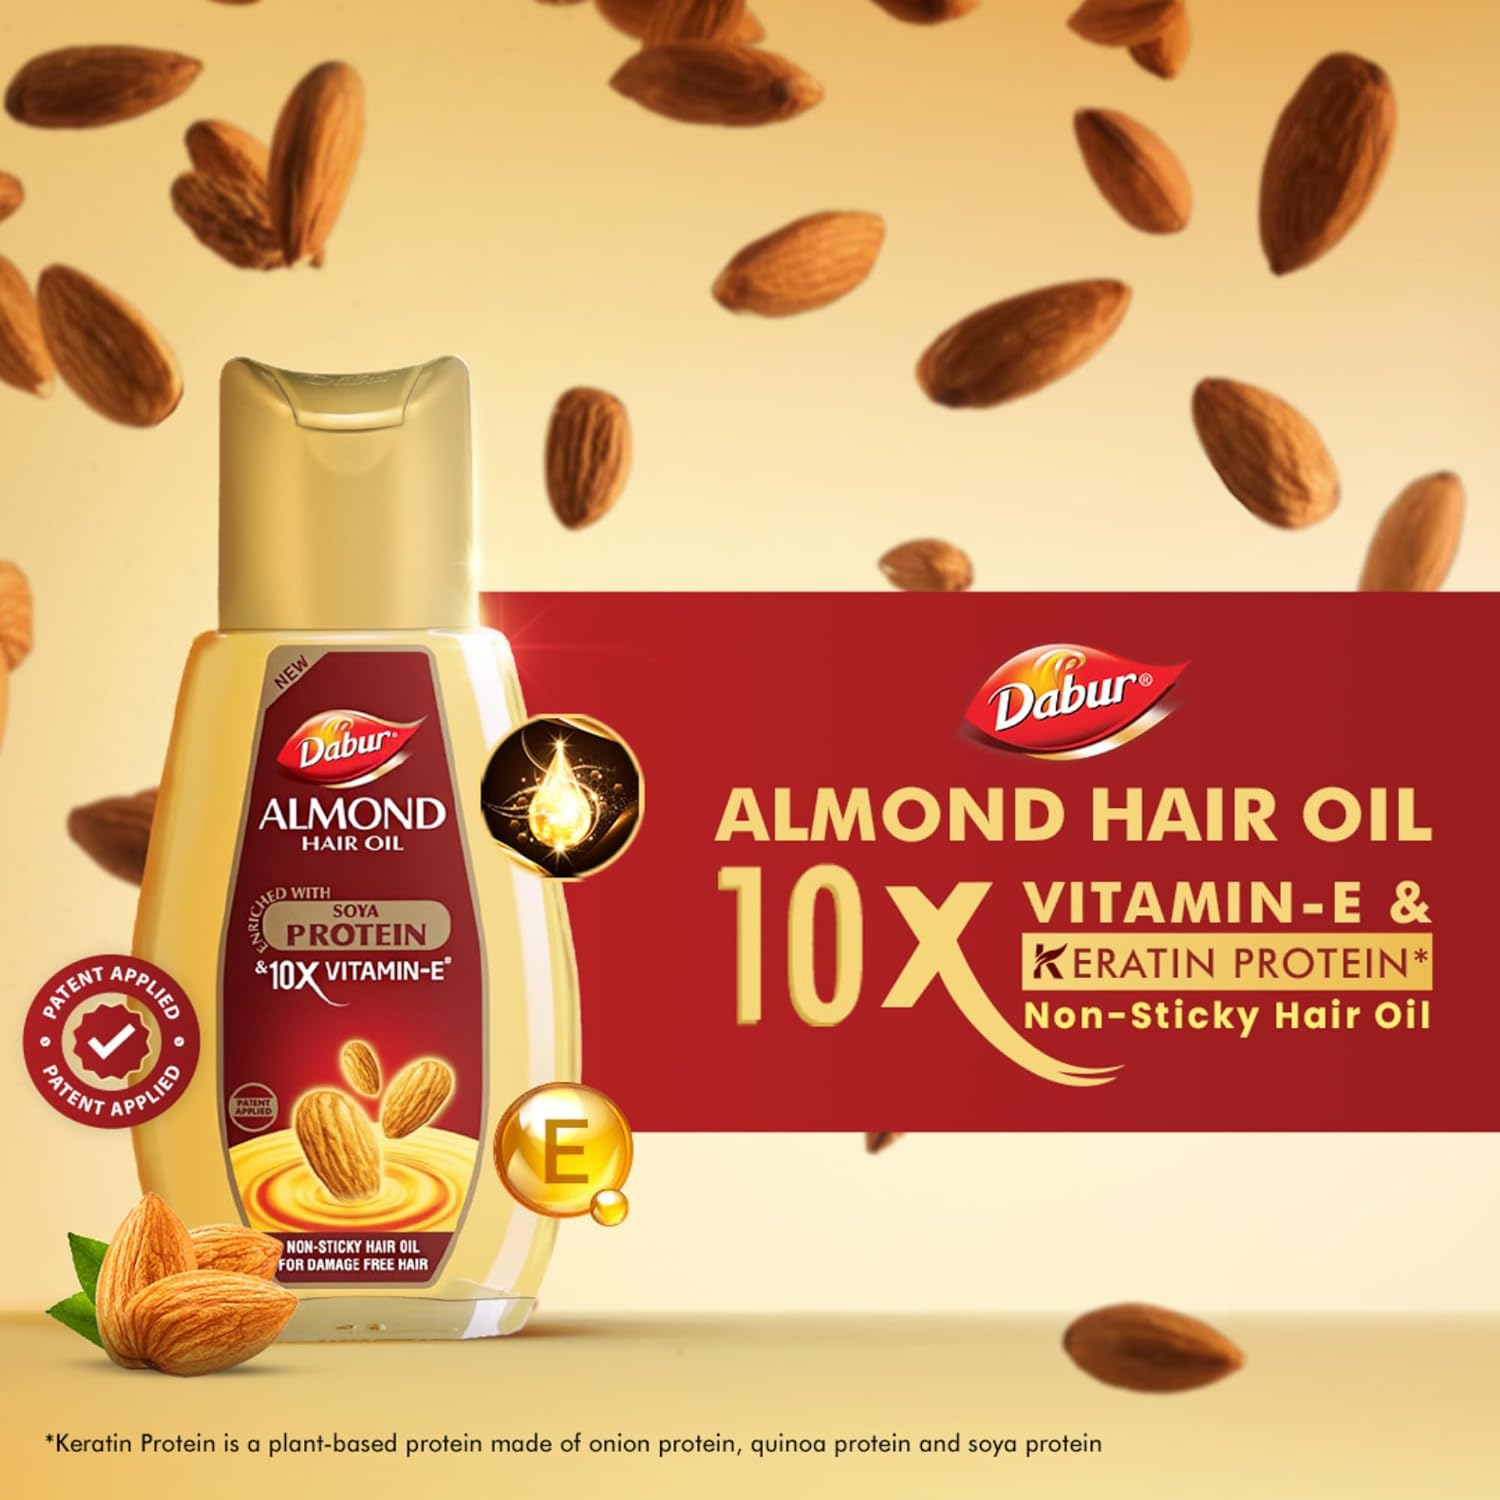 NEW
Dabur
ALMOND
HAIR OIL
ENRICHED WITH
SOYA
PROTEIN
& 10X VITAMIN-E#
PATENT APPLIED
PATENT APPLIED
PATENT
APPLIED
E
NON-STICKY HAIR OIL
FOR DAMAGE FREE HAIR
Dabur®
ALMOND HAIR OIL
10X VITAMIN-E &
KERATIN PROTEIN*
Non-Sticky Hair Oil
*Keratin Protein is a plant-based protein made of onion protein, quinoa protein and soya protein